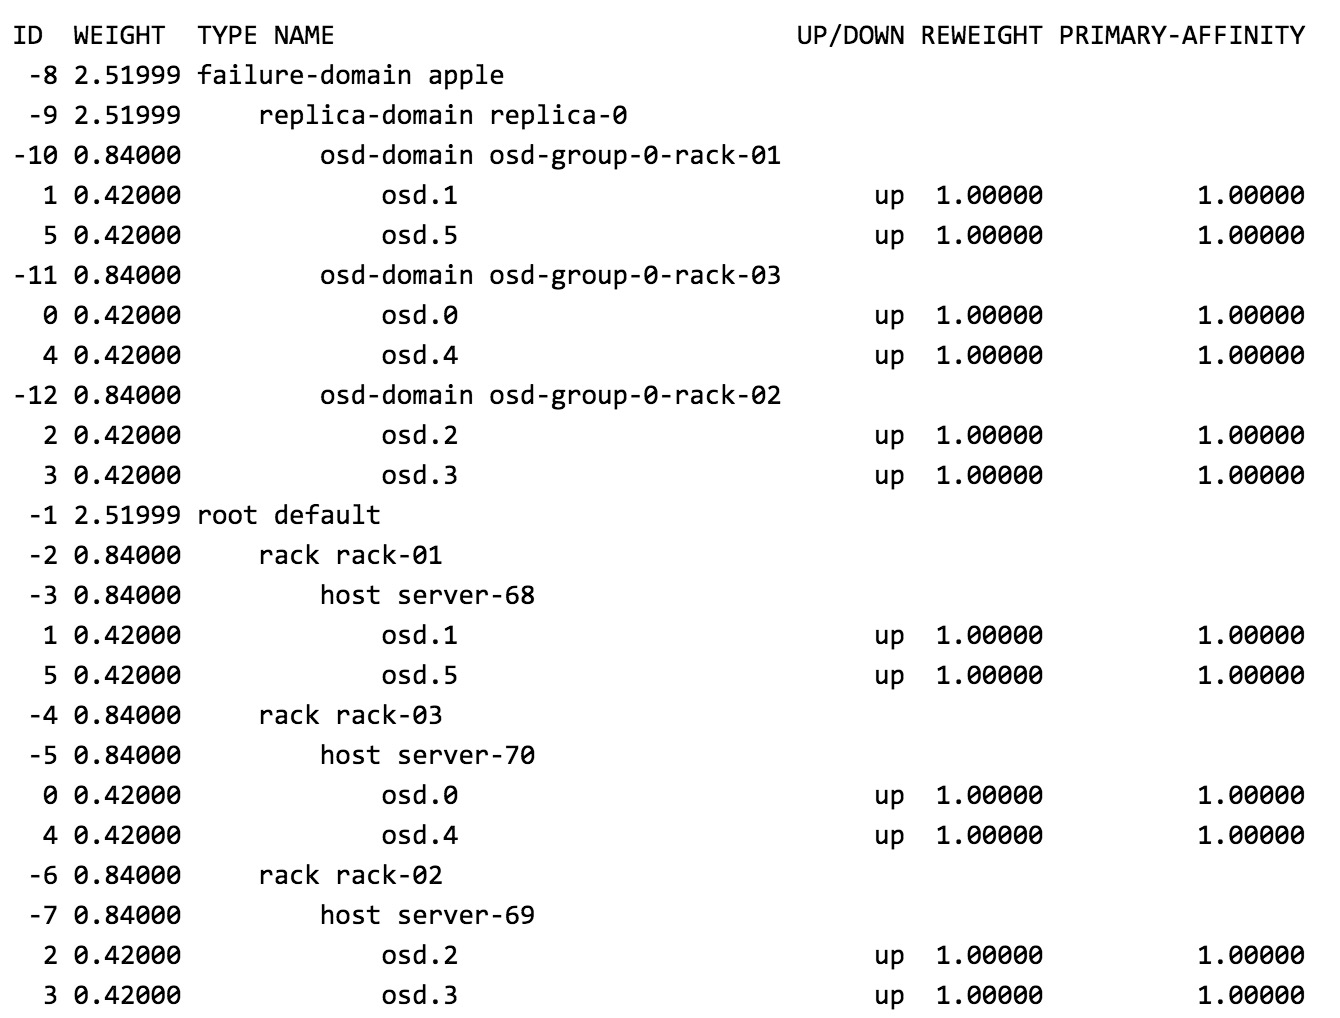 ID  WEIGHT  TYPE NAME                              UP/DOWN REWEIGHT PRIMARY-AFFINITY
 -8 2.51999 failure-domain apple
 -9 2.51999     replica-domain replica-0
-10 0.84000         osd-domain osd-group-0-rack-01
  1 0.42000             osd.1                           up  1.00000          1.00000
  5 0.42000             osd.5                           up  1.00000          1.00000
-11 0.84000         osd-domain osd-group-0-rack-03
  0 0.42000             osd.0                           up  1.00000          1.00000
  4 0.42000             osd.4                           up  1.00000          1.00000
-12 0.84000         osd-domain osd-group-0-rack-02
  2 0.42000             osd.2                           up  1.00000          1.00000
  3 0.42000             osd.3                           up  1.00000          1.00000
 -1 2.51999 root default
 -2 0.84000     rack rack-01
 -3 0.84000         host server-68
  1 0.42000             osd.1                           up  1.00000          1.00000
  5 0.42000             osd.5                           up  1.00000          1.00000
 -4 0.84000     rack rack-03
 -5 0.84000         host server-70
  0 0.42000             osd.0                           up  1.00000          1.00000
  4 0.42000             osd.4                           up  1.00000          1.00000
 -6 0.84000     rack rack-02
 -7 0.84000         host server-69
  2 0.42000             osd.2                           up  1.00000          1.00000
  3 0.42000             osd.3                           up  1.00000          1.00000